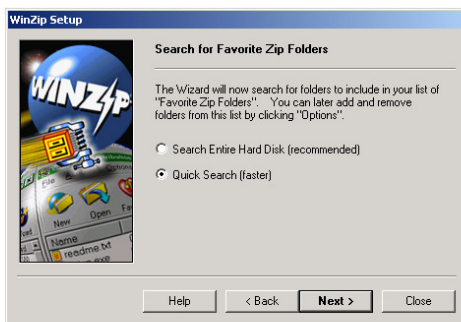 WinZip Setup
Search for Favorite Zip Folders
The Wizard will now search for folders to include in your list of
"Favorite Zip Folders". You can later add and remove
folders from this list by clicking "Options".
Search Entire Hard Disk (recommended)
Quick Search (faster)
WINZIP
File
New Open
Name
readme.txt
Help
< Back
Next >
Close